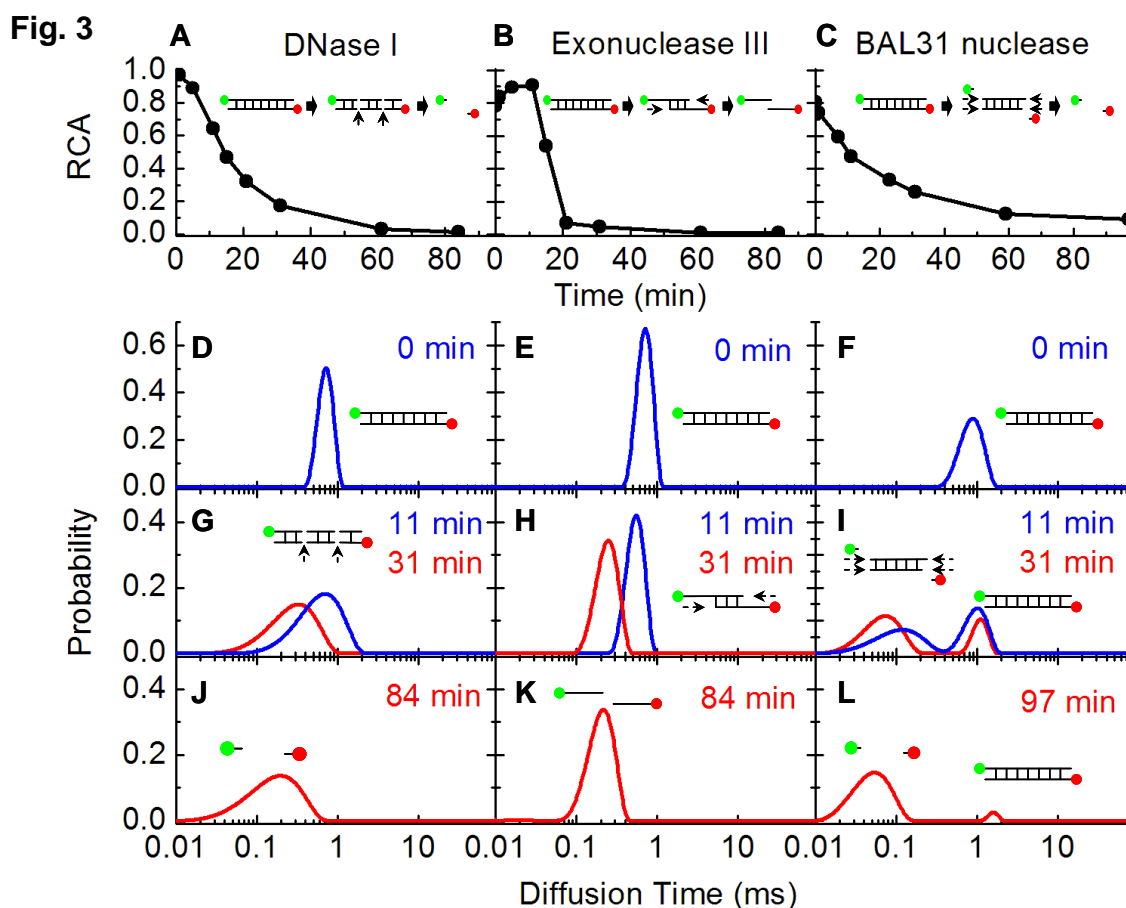 Fig. 3
A DNase I
B Exonuclease III
C BAL31 nuclease
RCA
1.0
0.8
0.6
0.4
0.2
0.0
0 20 40 60 80
0 20 40 60 80
0 20 40 60 80
Time (min)
Probability
D 0 min
E 0 min
F 0 min
0.6
0.4
0.2
0.0
G 11 min
31 min
H 11 min
31 min
I 11 min
31 min
0.4
0.2
0.0
J 84 min
K 84 min
L 97 min
0.4
0.2
0.0
0.01 0.1 1 10
0.01 0.1 1 10
0.01 0.1 1 10
Diffusion Time (ms)